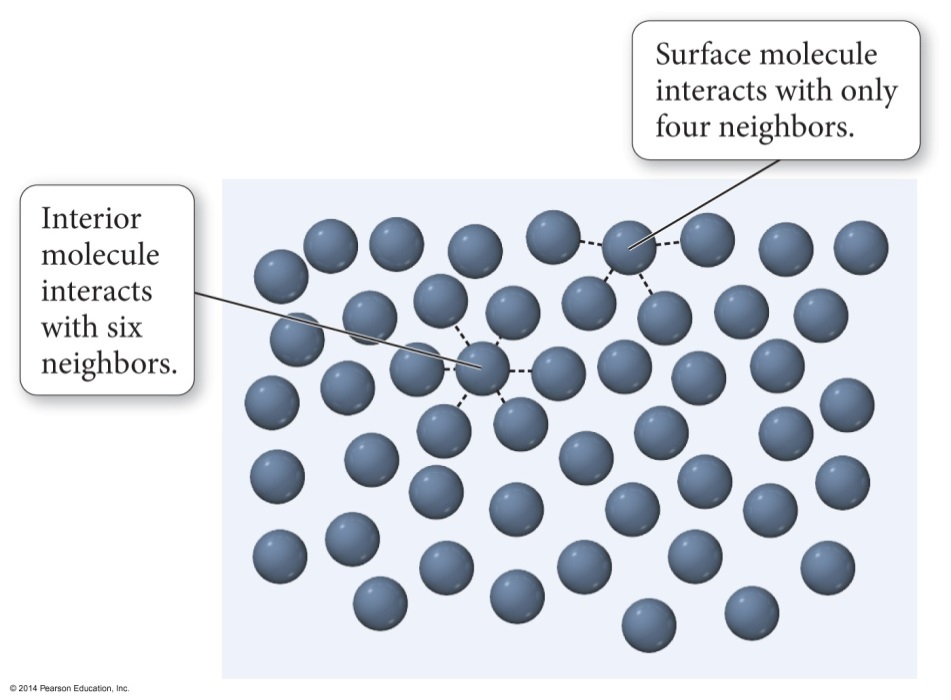 Surface molecule
interacts with only
four neighbors.
Interior
molecule
interacts
with six
neighbors.
© 2014 Pearson Education, Inc.